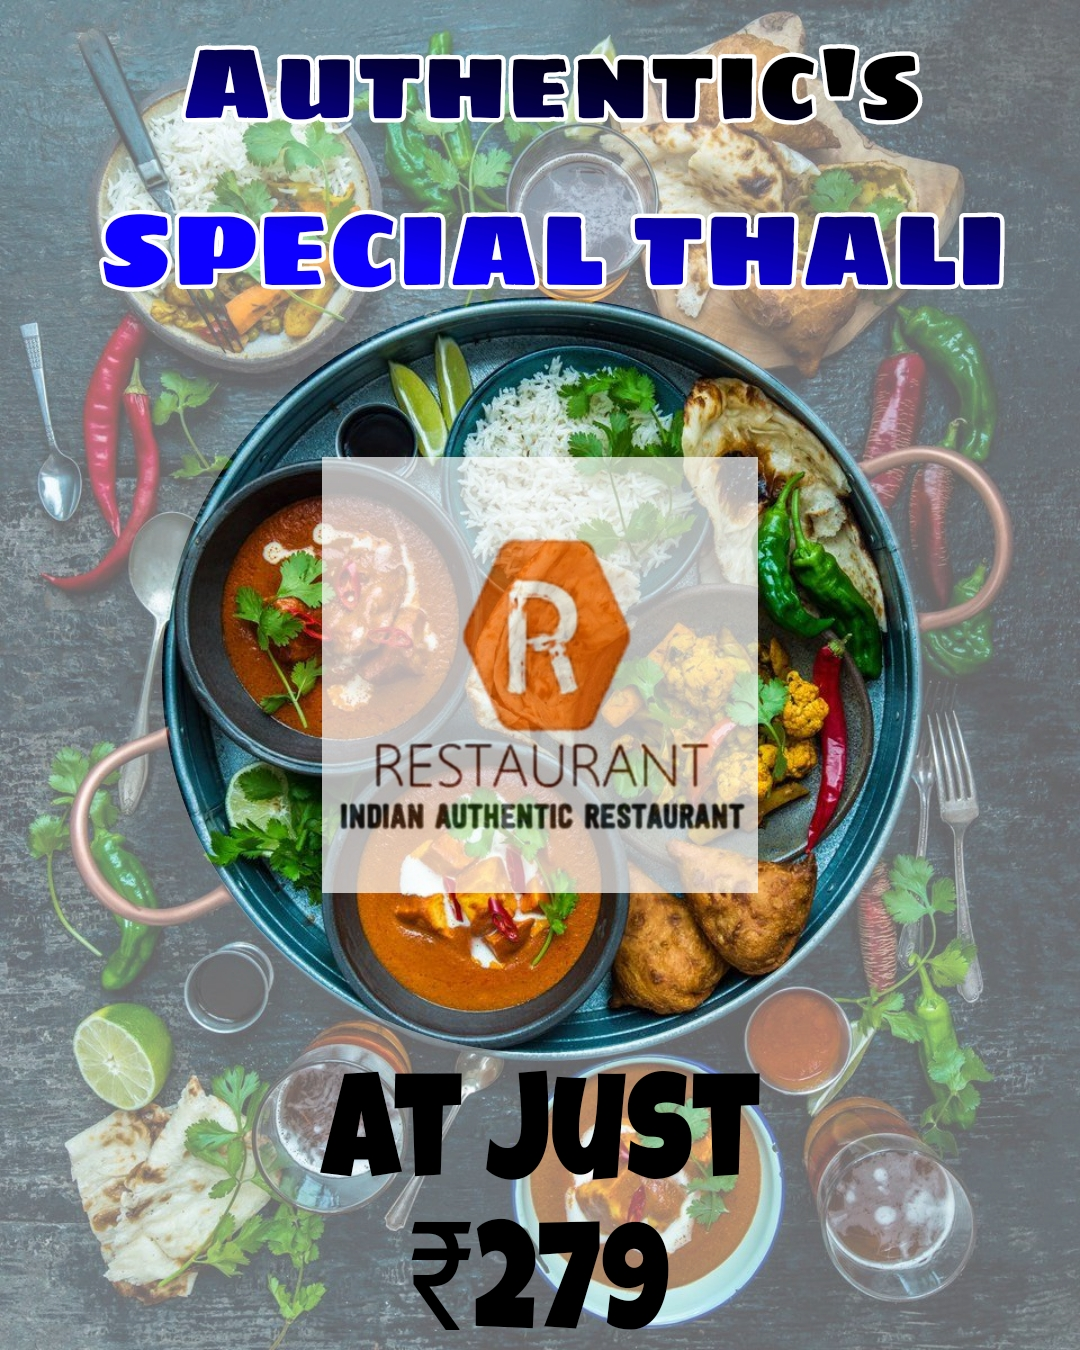 AUTHENTIC'S
SPECIAL THALI
R
RESTAURANT
INDIAN AUTHENTIC RESTAURANT
AT JUST
₹279